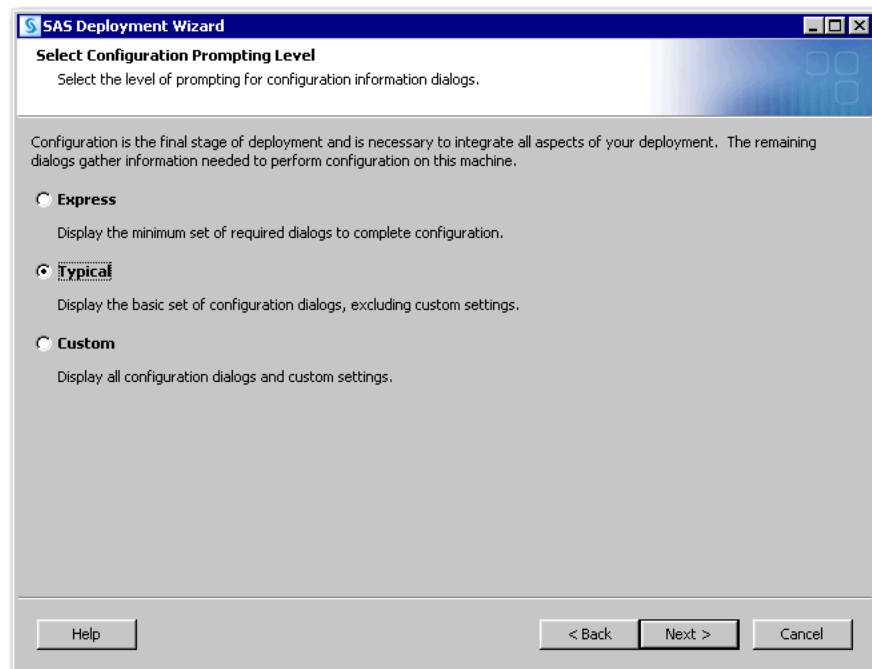 SAS Deployment Wizard
Select Configuration Prompting Level
Select the level of prompting for configuration information dialogs.
Configuration is the final stage of deployment and is necessary to integrate all aspects of your deployment. The remaining
dialogs gather information needed to perform configuration on this machine.
Express
Display the minimum set of required dialogs to complete configuration.
Typical
Display the basic set of configuration dialogs, excluding custom settings.
Custom
Display all configuration dialogs and custom settings.
Help < Back Next > Cancel